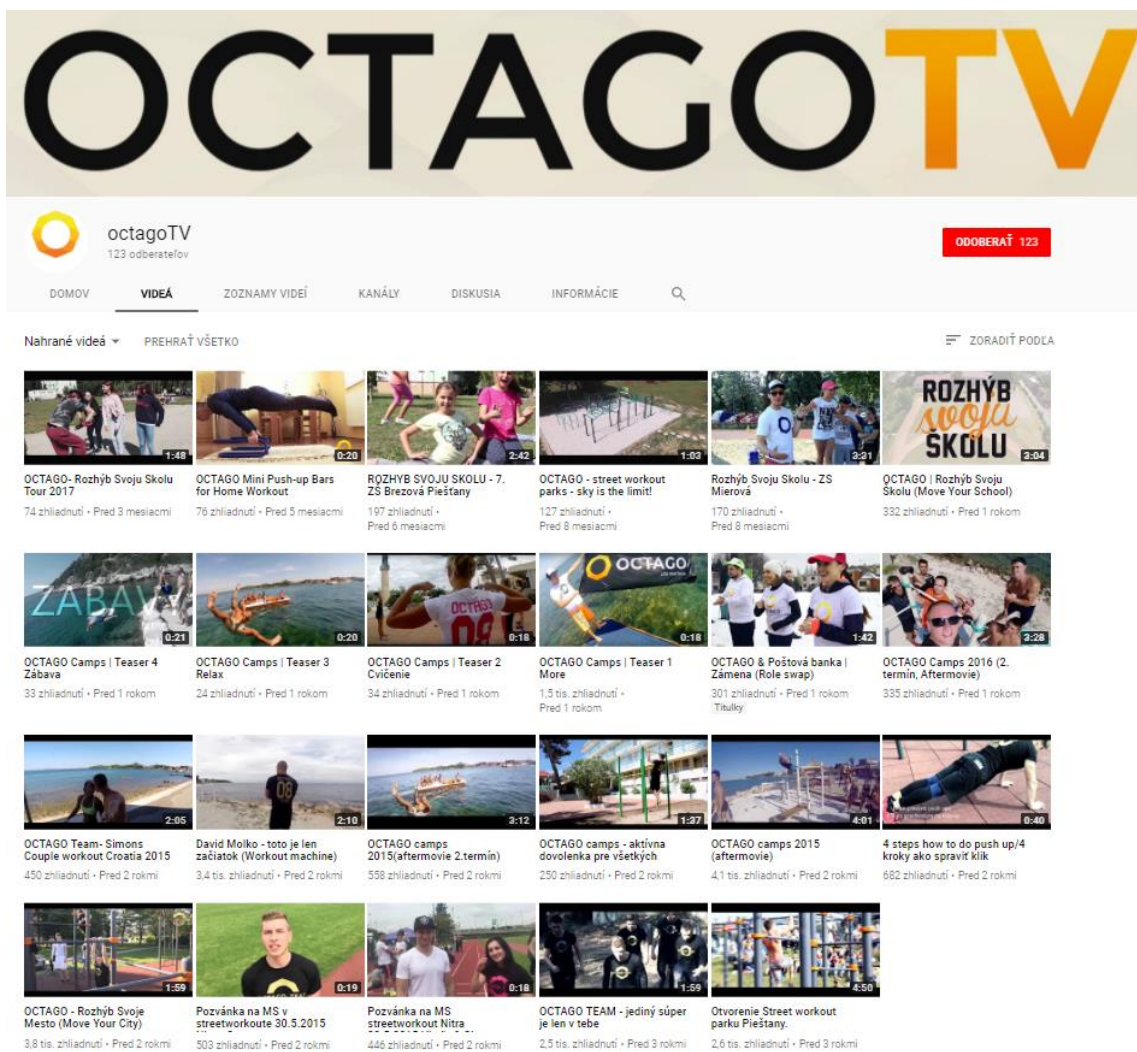 OCTAGOTV
octagoTV
123 odberateľov
ODOBERAŤ 123
DOMOV VIDEÁ ZOZNAMY VIDEÍ KANÁLY DISKUSIA INFORMÁCIE
Nahrané videá PREHRAŤ VŠETKO ZORADIŤ PODĽA
ROZHÝB
svoju
ŠKOLU
1:48 0:20 2:42 1:03 3:31 3:04
OCTAGO- Rozhýb Svoju Skolu
Tour 2017
74 zhliadnutí • Pred 3 mesiacmi
OCTAGO Mini Push-up Bars
for Home Workout
76 zhliadnutí • Pred 5 mesiacmi
ROZHYB SVOJU SKOLU - 7.
ZŠ Brezová Piešťany
197 zhliadnutí •
Pred 6 mesiacmi
OCTAGO - street workout
parks - sky is the limit!
127 zhliadnutí •
Pred 8 mesiacmi
Rozhýb Svoju Skolu - ZS
Mierová
170 zhliadnutí •
Pred 8 mesiacmi
OCTAGO | Rozhýb Svoju
Školu (Move Your School)
332 zhliadnutí • Pred 1 rokom
ZÁBAVA
OCTAGO
08
OCTAGO
0:21 0:20 0:18 0:18 1:42 3:28
OCTAGO Camps | Teaser 4
Zábava
33 zhliadnutí • Pred 1 rokom
OCTAGO Camps | Teaser 3
Relax
24 zhliadnutí • Pred 1 rokom
OCTAGO Camps | Teaser 2
Cvičenie
34 zhliadnutí • Pred 1 rokom
OCTAGO Camps | Teaser 1
More
1,5 tis. zhliadnutí •
Pred 1 rokom
OCTAGO & Poštová banka |
Zámena (Role swap)
301 zhliadnutí • Pred 1 rokom
Titulky
OCTAGO Camps 2016 (2.
termín, Aftermovie)
335 zhliadnutí • Pred 1 rokom
08
2:05 2:10 3:12 1:37 4:01 0:40
OCTAGO Team- Simons
Couple workout Croatia 2015
450 zhliadnutí • Pred 2 rokmi
David Molko - toto je len
začiatok (Workout machine)
3,4 tis. zhliadnutí • Pred 2 rokmi
OCTAGO camps
2015(aftermovie 2.termín)
558 zhliadnutí • Pred 2 rokmi
OCTAGO camps - aktívna
dovolenka pre všetkých
250 zhliadnutí • Pred 2 rokmi
OCTAGO camps 2015
(aftermovie)
4,1 tis. zhliadnutí • Pred 2 rokmi
4 steps how to do push up/4
kroky ako spraviť klik
682 zhliadnutí • Pred 2 rokmi
1:59 0:19 0:18 1:59 4:50
OCTAGO - Rozhýb Svoje
Mesto (Move Your City)
3,8 tis. zhliadnutí • Pred 2 rokmi
Pozvánka na MS v
streetworkoute 30.5.2015
503 zhliadnutí • Pred 2 rokmi
Pozvánka na MS
streetworkout Nitra
446 zhliadnutí • Pred 2 rokmi
OCTAGO TEAM - jediný súper
je len v tebe
2,5 tis. zhliadnutí • Pred 3 rokmi
Otvorenie Street workout
parku Piešťany.
2,6 tis. zhliadnutí • Pred 3 rokmi